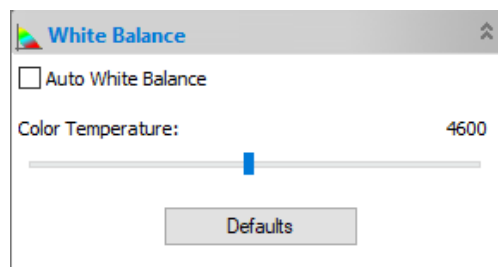 White Balance
Auto White Balance
Color Temperature: 4600
Defaults